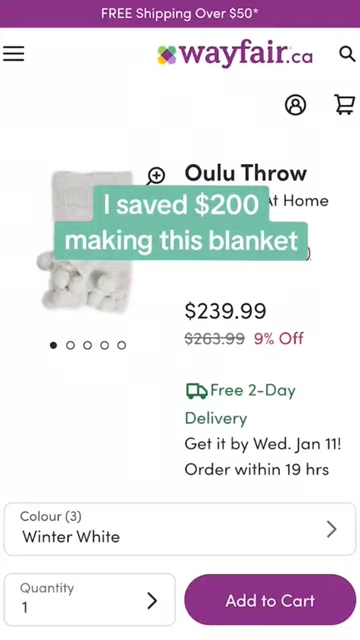 FREE Shipping Over $50*
wayfair.ca
Oulu Throw
At Home
I saved $200
making this blanket
$239.99
$263.99 9% Off
Free 2-Day
Delivery
Get it by Wed. Jan 11!
Order within 19 hrs
Colour (3)
Winter White
Quantity
1
Add to Cart